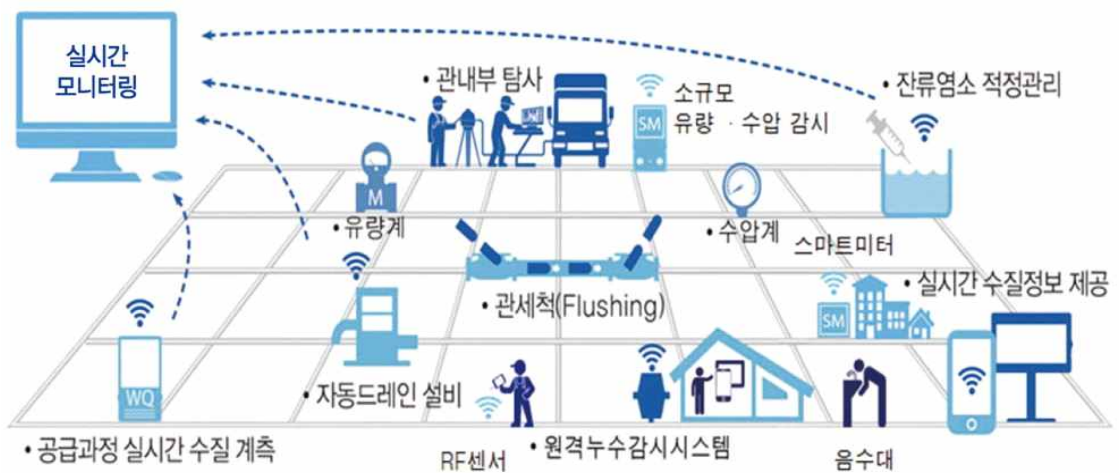 실시간
모니터링
• 관내부 탐사
소규모
유량 · 수압 감시
• 잔류염소 적정관리
SM
M
• 유량계
• 수압계
스마트미터
• 관세척(Flushing)
• 실시간 수질정보 제공
SM
WQ
• 자동드레인 설비
• 공급과정 실시간 수질 계측
RF센서
• 원격누수감시시스템
음수대